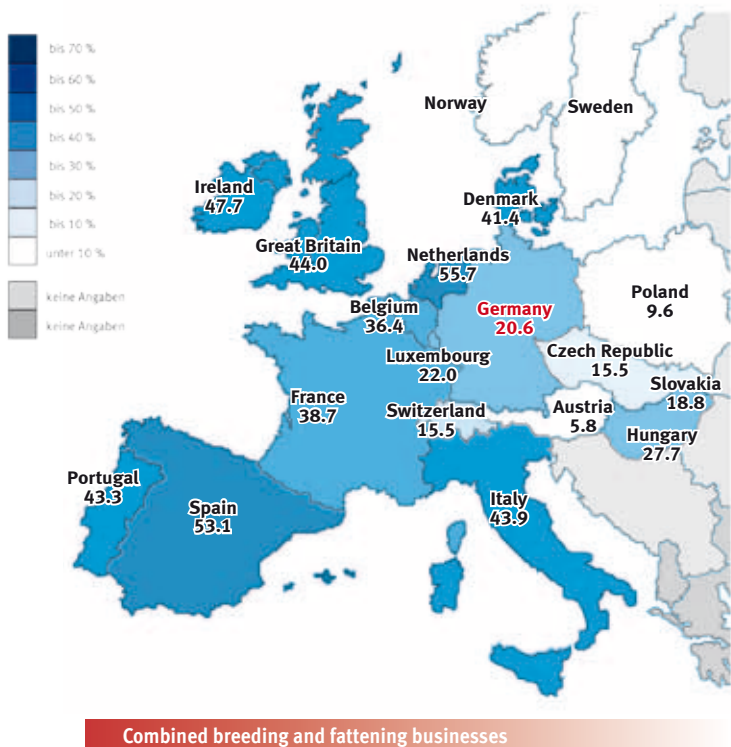 bis 70 %
bis 60 %
bis 50 %
bis 40 %
bis 30 %
bis 20 %
bis 10 %
unter 10 %
keine Angaben
keine Angaben
Norway
Sweden
Ireland
47.7
Denmark
41.4
Great Britain
44.0
Netherlands
55.7
Poland
9.6
Belgium
36.4
Germany
20.6
Luxembourg
22.0
Czech Republic
15.5
Slovakia
18.8
France
38.7
Switzerland
15.5
Austria
5.8
Hungary
27.7
Portugal
43.3
Spain
53.1
Italy
43.9
Combined breeding and fattening businesses